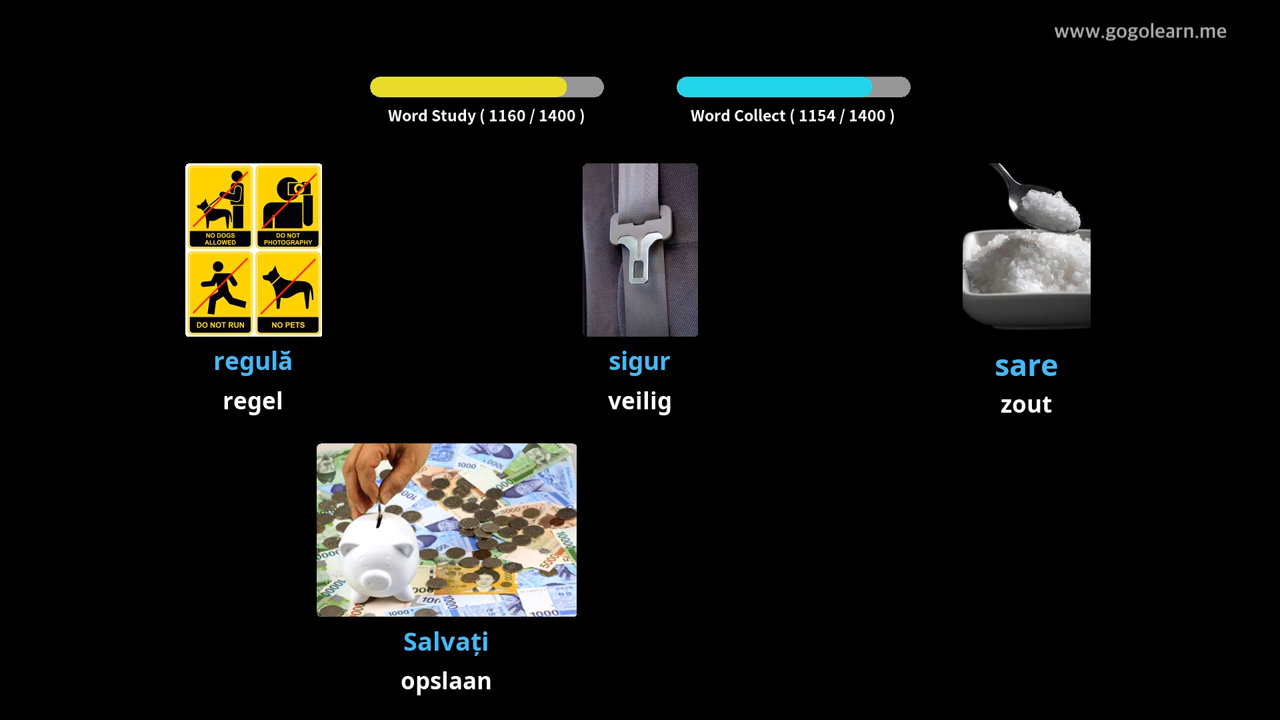 www.gogolearn.me
Word Study ( 1160 / 1400 )
Word Collect ( 1154 / 1400 )
NO DOGS
ALLOWED
DO NOT
PHOTOGRAPHY
DO NOT RUN
NO PETS
regulă
regel
sigur
veilig
sare
zout
Salvați
opslaan